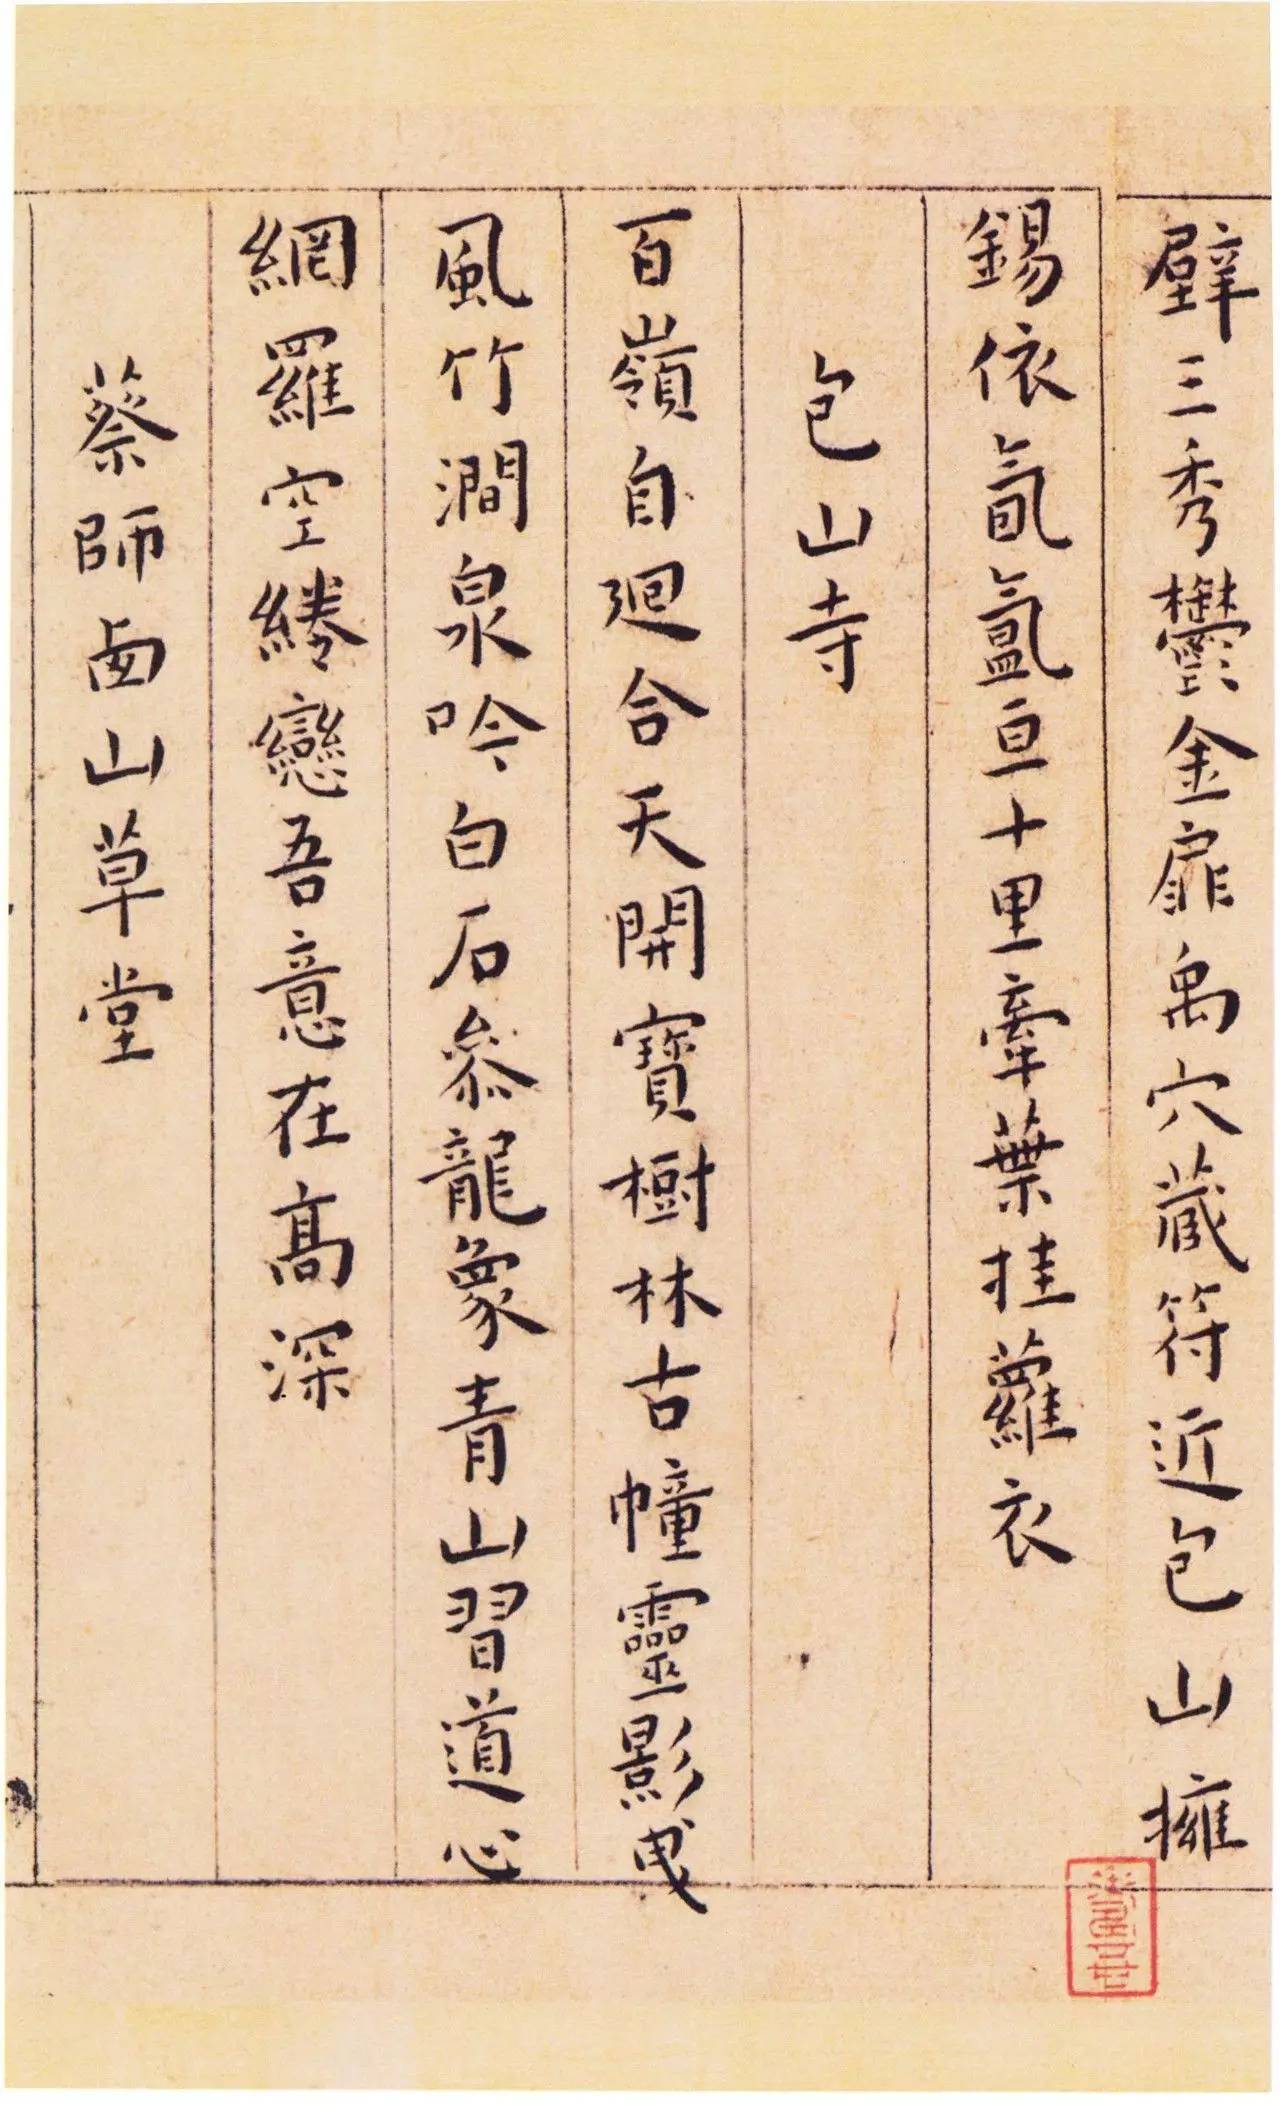 壁三秀鬱金扉禹穴藏符近包山擁
錫依氤氳亘十里牽葉挂蘿衣
包山寺
百嶺自迴合天開寶樹林古幢靈影曳
風竹澗泉吟白石參龍象青山習道心
網羅空綣戀吾意在高深
蔡師西山草堂